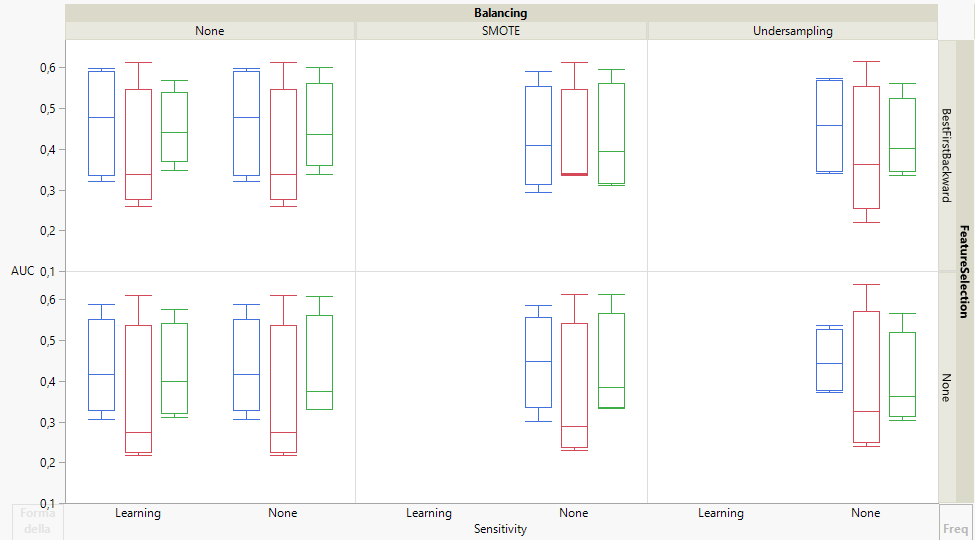 Balancing
None SMOTE Undersampling
0,6
0,5
0,4
0,3
0,2
AUC 0,1
0,6
0,5
0,4
0,3
0,2
0,1
BestFirstBackward
None
FeatureSelection
Learning None Learning None Learning None
Sensitivity
Forma
della
Freq